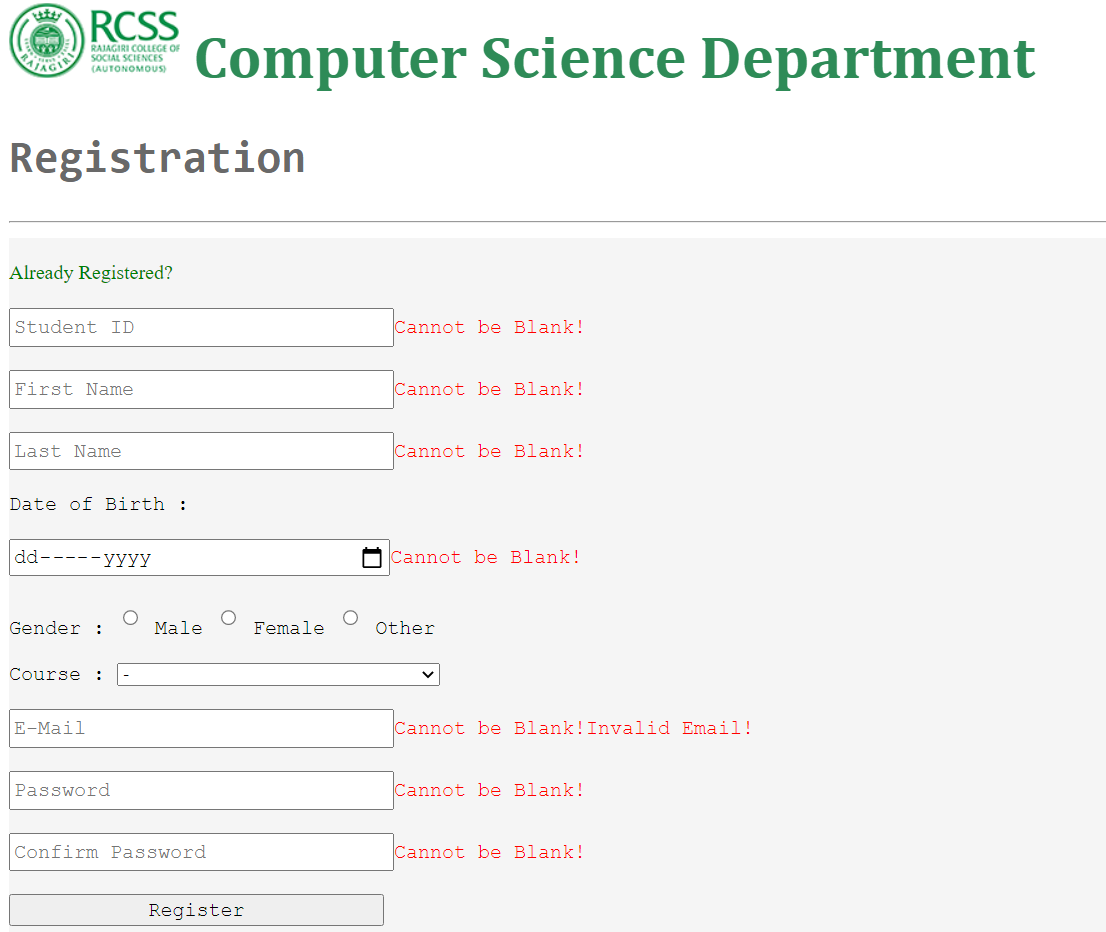 RCSS
RAJAGIRI COLLEGE OF
SOCIAL SCIENCES
(AUTONOMOUS)
RAJAGIRI
Computer Science Department
Registration
Already Registered?
Student ID Cannot be Blank!
First Name Cannot be Blank!
Last Name Cannot be Blank!
Date of Birth :
dd-----yyyy Cannot be Blank!
Gender : Male Female Other
Course : -
E-Mail Cannot be Blank!Invalid Email!
Password Cannot be Blank!
Confirm Password Cannot be Blank!
Register